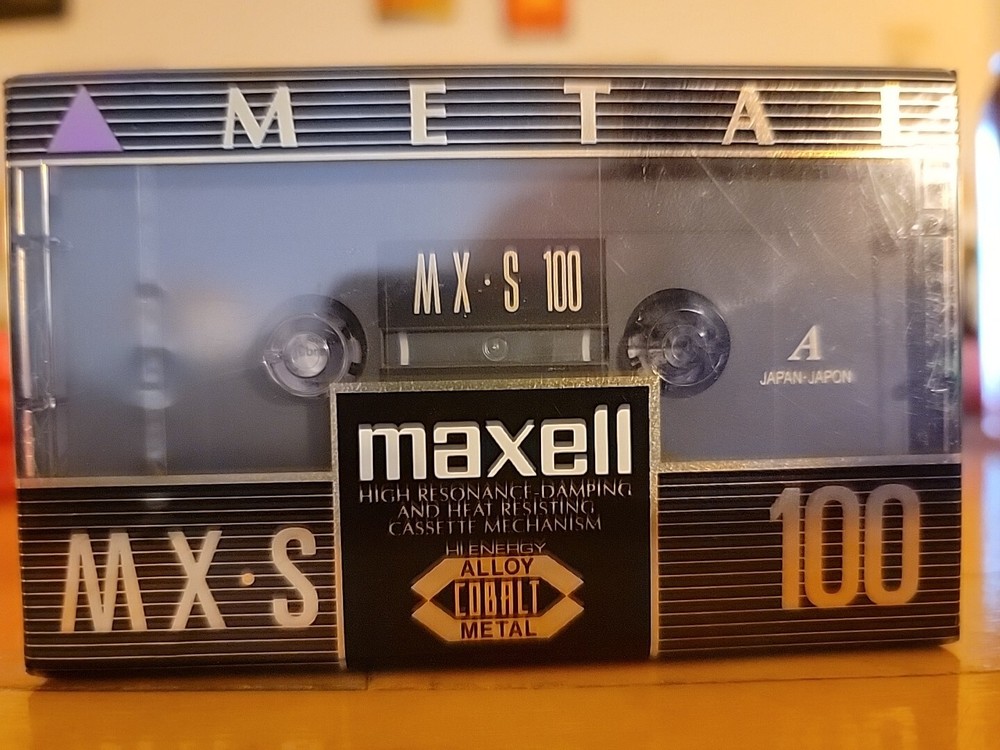 METAL
MX·S 100
A
JAPAN-JAPON
maxell
HIGH RESONANCE-DAMPING
AND HEAT RESISTING
CASSETTE MECHANISM
HI ENERGY
ALLOY
COBALT
METAL
MX·S
100